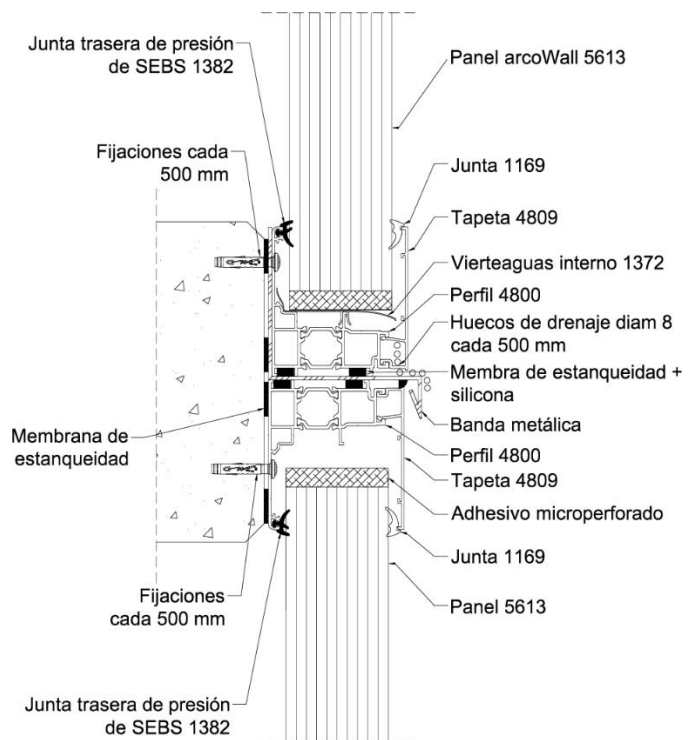 Junta trasera de presión
de SEBS 1382
Panel arcoWall 5613
Fijaciones cada
500 mm
Junta 1169
Tapeta 4809
Vierteaguas interno 1372
Perfil 4800
Huecos de drenaje diam 8
cada 500 mm
Membra de estanqueidad +
silicona
Banda metálica
Membrana de
estanqueidad
Perfil 4800
Tapeta 4809
Adhesivo microperforado
Junta 1169
Fijaciones
cada 500 mm
Panel 5613
Junta trasera de presión
de SEBS 1382